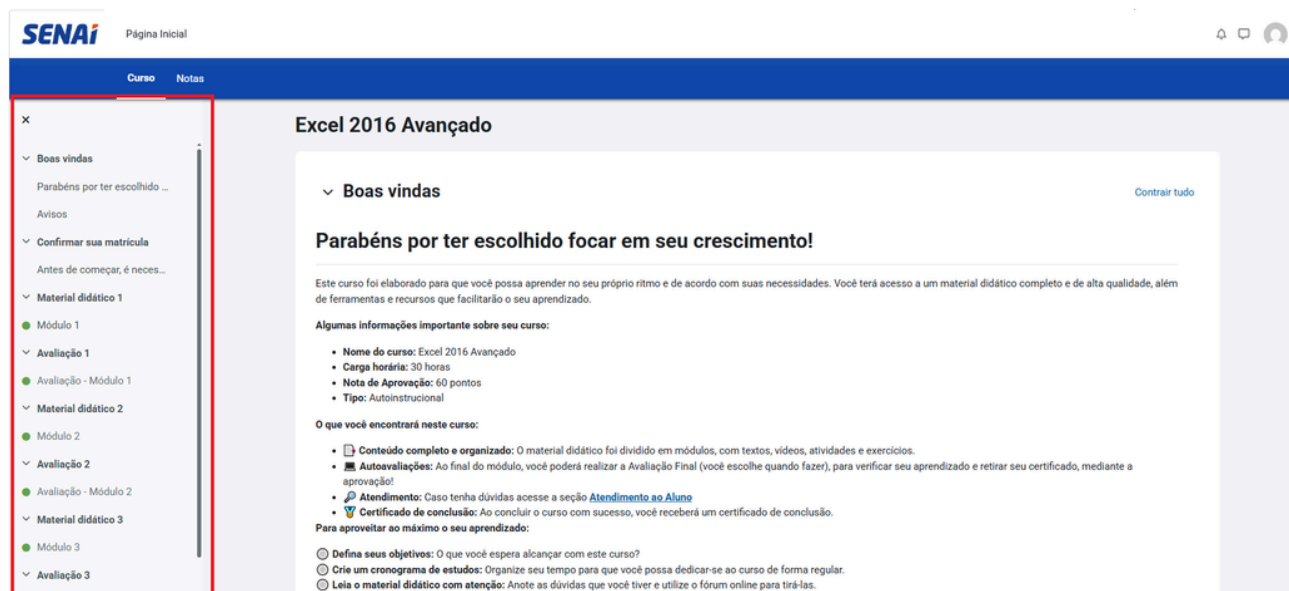 SENAI
Página Inicial
Curso Notas
Boas vindas
Parabéns por ter escolhido ...
Avisos
Confirmar sua matrícula
Antes de começar, é neces...
Material didático 1
Módulo 1
Avaliação 1
Avaliação - Módulo 1
Material didático 2
Módulo 2
Avaliação 2
Avaliação - Módulo 2
Material didático 3
Módulo 3
Avaliação 3
Excel 2016 Avançado
Boas vindas
Contrair tudo
Parabéns por ter escolhido focar em seu crescimento!
Este curso foi elaborado para que você possa aprender no seu próprio ritmo e de acordo com suas necessidades. Você terá acesso a um material didático completo e de alta qualidade, além
de ferramentas e recursos que facilitarão o seu aprendizado.
Algumas informações importante sobre seu curso:
Nome do curso: Excel 2016 Avançado
Carga horária: 30 horas
Nota de Aprovação: 60 pontos
Tipo: Autoinstrucional
O que você encontrará neste curso:
Conteúdo completo e organizado: O material didático foi dividido em módulos, com textos, vídeos, atividades e exercícios.
Autoavaliações: Ao final do módulo, você poderá realizar a Avaliação Final (você escolhe quando fazer), para verificar seu aprendizado e retirar seu certificado, mediante a
aprovação!
Atendimento: Caso tenha dúvidas acesse a seção Atendimento ao Aluno
Certificado de conclusão: Ao concluir o curso com sucesso, você receberá um certificado de conclusão.
Para aproveitar ao máximo o seu aprendizado:
Defina seus objetivos: O que você espera alcançar com este curso?
Crie um cronograma de estudos: Organize seu tempo para que você possa dedicar-se ao curso de forma regular.
Leia o material didático com atenção: Anote as dúvidas que você tiver e utilize o fórum online para tirá-las.